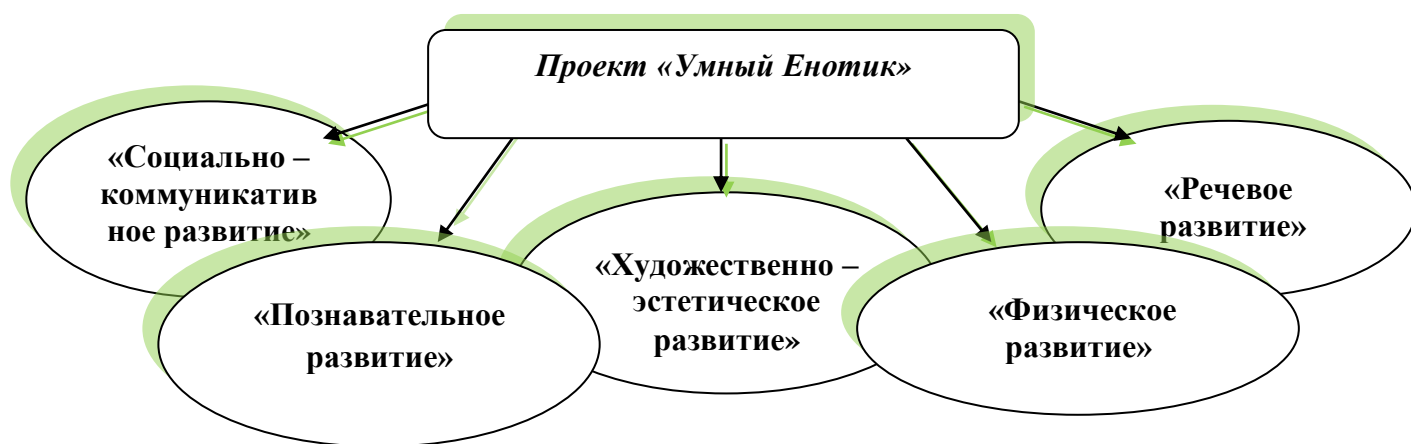 Проект «Умный Енотик»
«Социально –
коммуникатив
ное развитие»
«Познавательное
развитие»
«Художественно –
эстетическое
развитие»
«Физическое
развитие»
«Речевое
развитие»